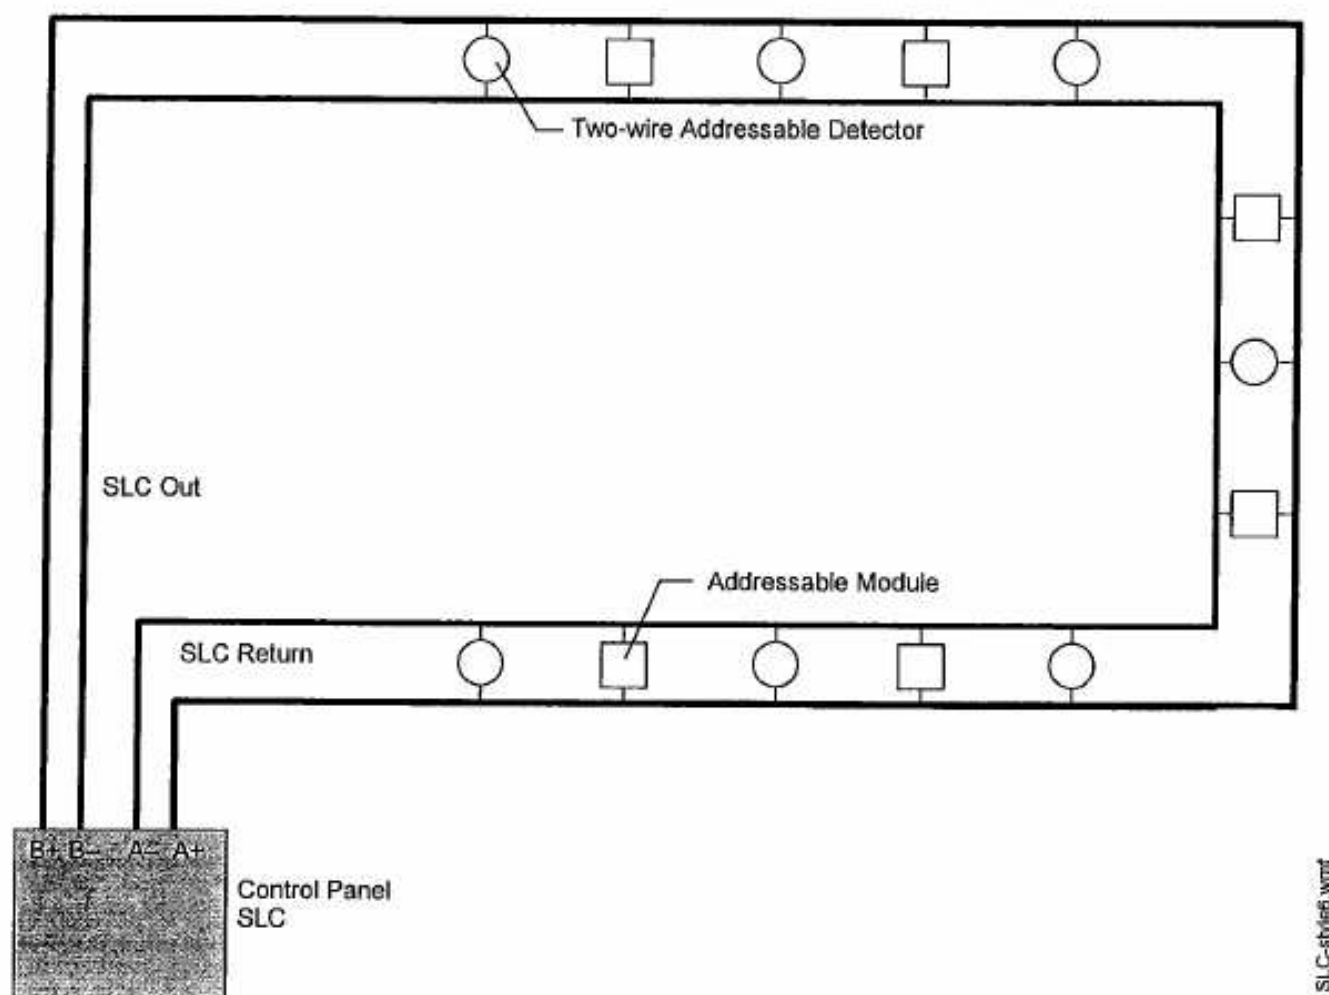 Two-wire Addressable Detector
SLC Out
Addressable Module
SLC Return
B+ B– A– A+
Control Panel
SLC
SLC-style6.wmf